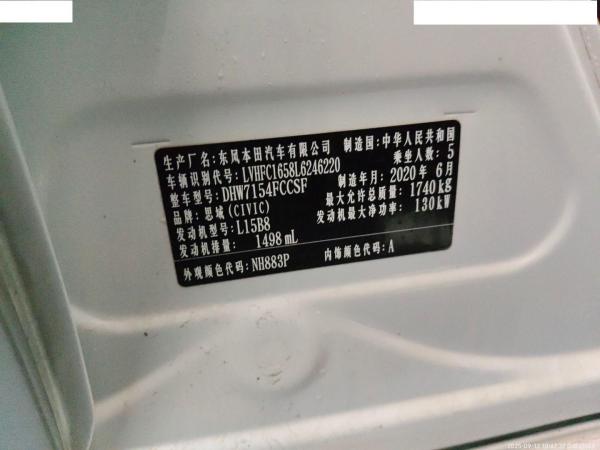 生产厂名:东风本田汽车有限公司 制造国:中华人民共和国
车辆识别代号:LVHFC1658L6246220 乘坐人数:5
整车型号:DHW7154FCCSF 制造年月:2020年6月
品牌:思域(CIVIC) 最大允许总质量:1740kg
发动机型号:L15B8 发动机最大净功率:130kW
发动机排量: 1498mL
外观颜色代码:NH883P 内饰颜色代码:A